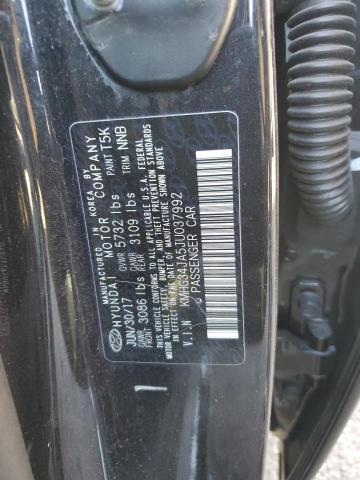 MANUFACTURED IN KOREA BY
HYUNDAI MOTOR COMPANY
JUN/30/17 GVWR 5732 lbs PAINT T5K
GAWR FRONT 3086 lbs GAWR REAR 3109 lbs TRIM NNB
THIS VEHICLE CONFORMS TO ALL APPLICABLE U.S.A. FEDERAL
MOTOR VEHICLE SAFETY, BUMPER, AND THEFT PREVENTION STANDARDS
IN EFFECT ON THE DATE OF MANUFACTURE SHOWN ABOVE.
V.I.N : PASSENGER CAR
1